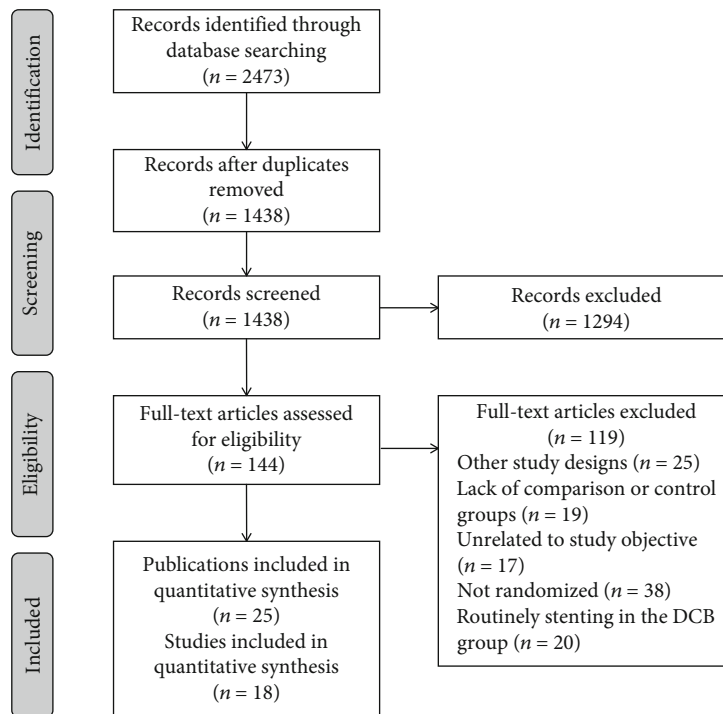 Identification
Records identified through
database searching
(n = 2473)
Records after duplicates
removed
(n = 1438)
Screening
Records screened
(n = 1438)
Records excluded
(n = 1294)
Eligibility
Full-text articles assessed
for eligibility
(n = 144)
Full-text articles excluded
(n = 119)
Other study designs (n = 25)
Lack of comparison or control
groups (n = 19)
Unrelated to study objective
(n = 17)
Not randomized (n = 38)
Routinely stenting in the DCB
group (n = 20)
Included
Publications included in
quantitative synthesis
(n = 25)
Studies included in
quantitative synthesis
(n = 18)